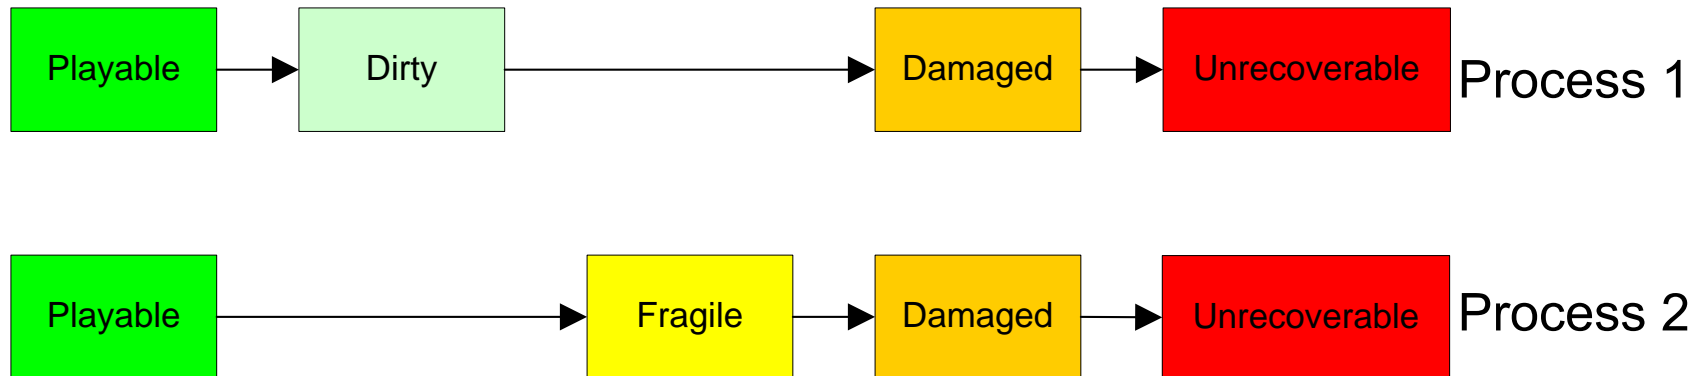 Playable Dirty Damaged Unrecoverable Process 1
Playable Fragile Damaged Unrecoverable Process 2